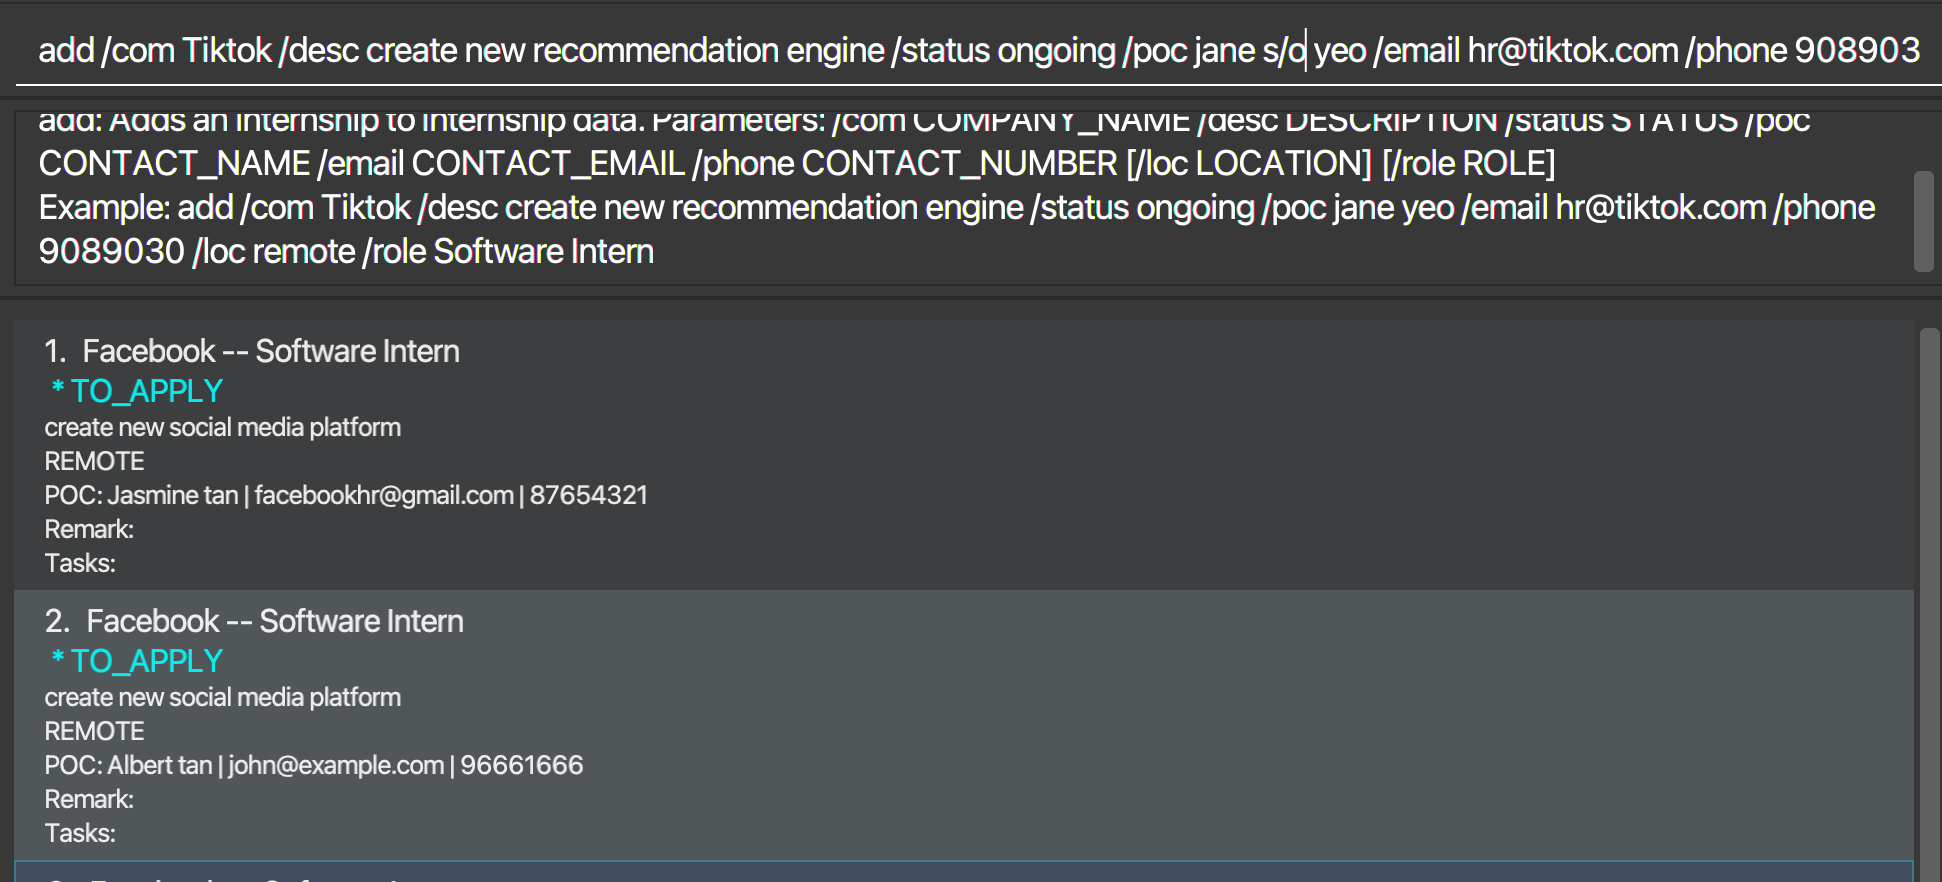 add /com Tiktok /desc create new recommendation engine /status ongoing /poc jane s/o yeo /email hr@tiktok.com /phone 908903
add: Adds an internship to internship data. Parameters: /com COMPANY_NAME /desc DESCRIPTION /status STATUS /poc
CONTACT_NAME /email CONTACT_EMAIL /phone CONTACT_NUMBER [/loc LOCATION] [/role ROLE]
Example: add /com Tiktok /desc create new recommendation engine /status ongoing /poc jane yeo /email hr@tiktok.com /phone
9089030 /loc remote /role Software Intern
1. Facebook -- Software Intern
* TO_APPLY
create new social media platform
REMOTE
POC: Jasmine tan | facebookhr@gmail.com | 87654321
Remark:
Tasks:
2. Facebook -- Software Intern
* TO_APPLY
create new social media platform
REMOTE
POC: Albert tan | john@example.com | 96661666
Remark:
Tasks: